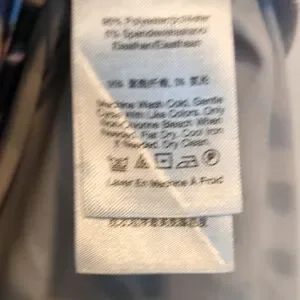 95% Polyester/poliéster
5% Spandex/elastano/
Elasthan/Elasthean
95% 聚酯纤维, 5% 氨纶
Machine Wash Cold, Gentle
Cycle With Like Colors. Only
Non-Chlorine Bleach When
Needed. Flat Dry. Cool Iron
If Needed. Dry Clean.
Laver En Machine À Froid